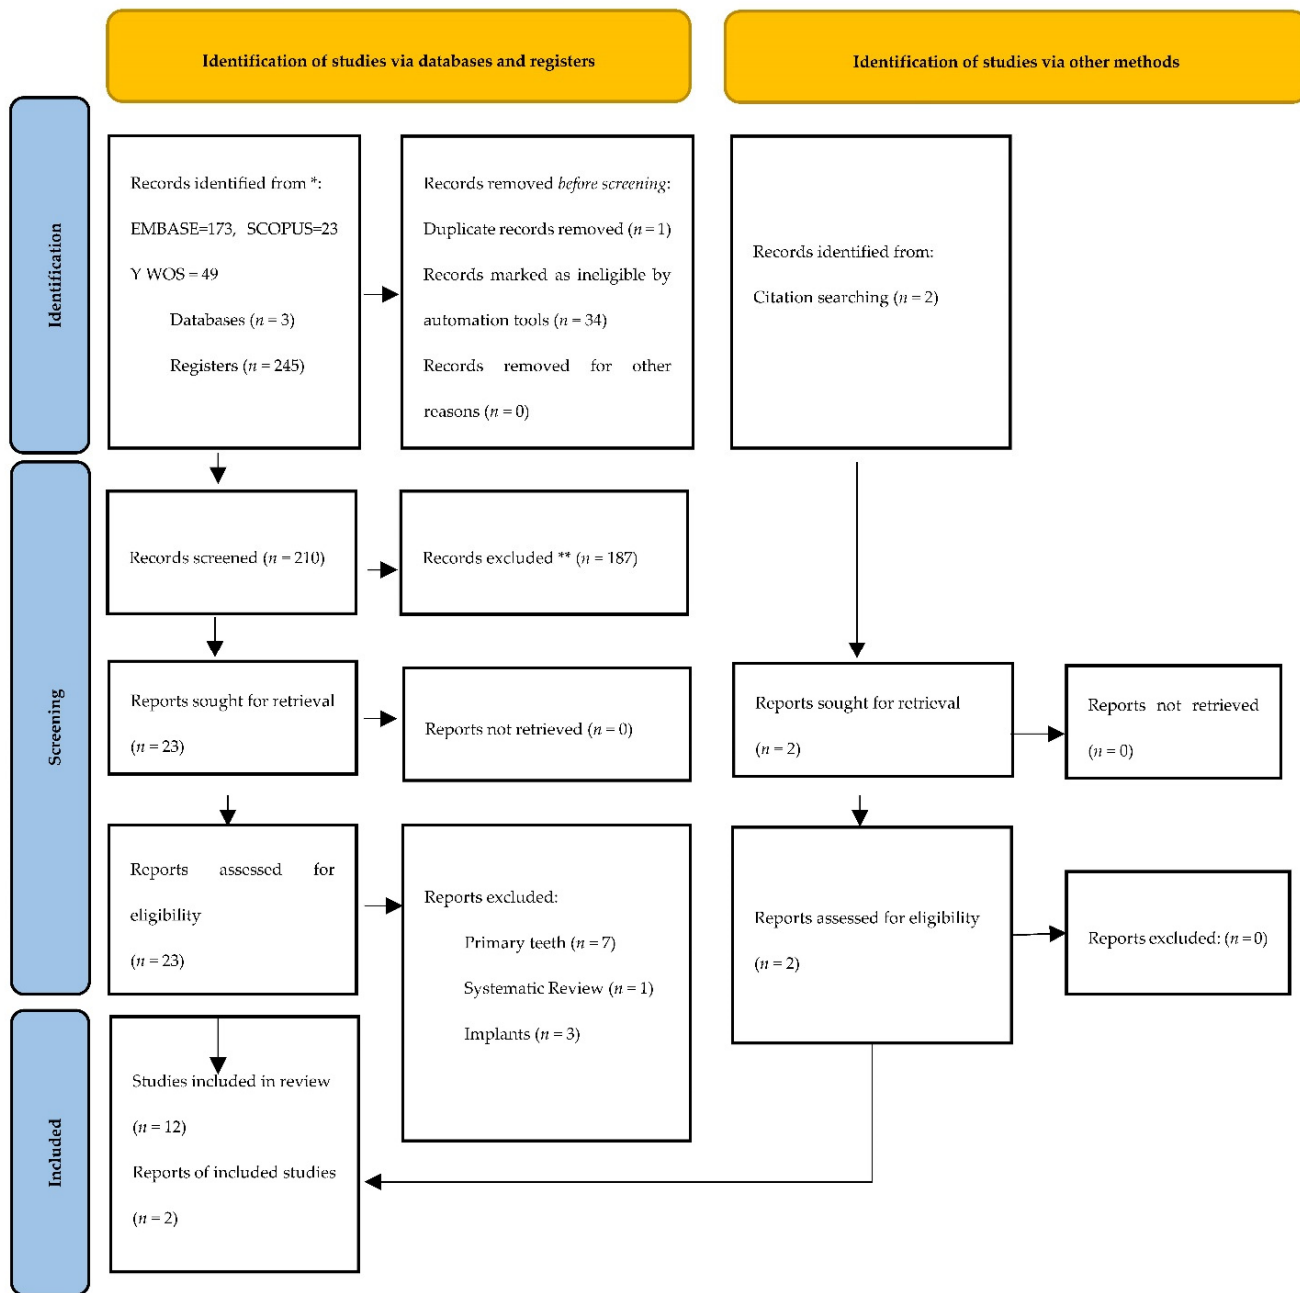 Identification of studies via databases and registers
Identification of studies via other methods
Identification
Records identified from *:
EMBASE=173, SCOPUS=23
Y WOS = 49
Databases (n = 3)
Registers (n = 245)
Records removed before screening:
Duplicate records removed (n = 1)
Records marked as ineligible by
automation tools (n = 34)
Records removed for other
reasons (n = 0)
Records identified from:
Citation searching (n = 2)
Screening
Records screened (n = 210)
Records excluded ** (n = 187)
Reports sought for retrieval
(n = 23)
Reports not retrieved (n = 0)
Reports sought for retrieval
(n = 2)
Reports not retrieved
(n = 0)
Reports assessed for
eligibility
(n = 23)
Reports excluded:
Primary teeth (n = 7)
Systematic Review (n = 1)
Implants (n = 3)
Reports assessed for eligibility
(n = 2)
Reports excluded: (n = 0)
Included
Studies included in review
(n = 12)
Reports of included studies
(n = 2)